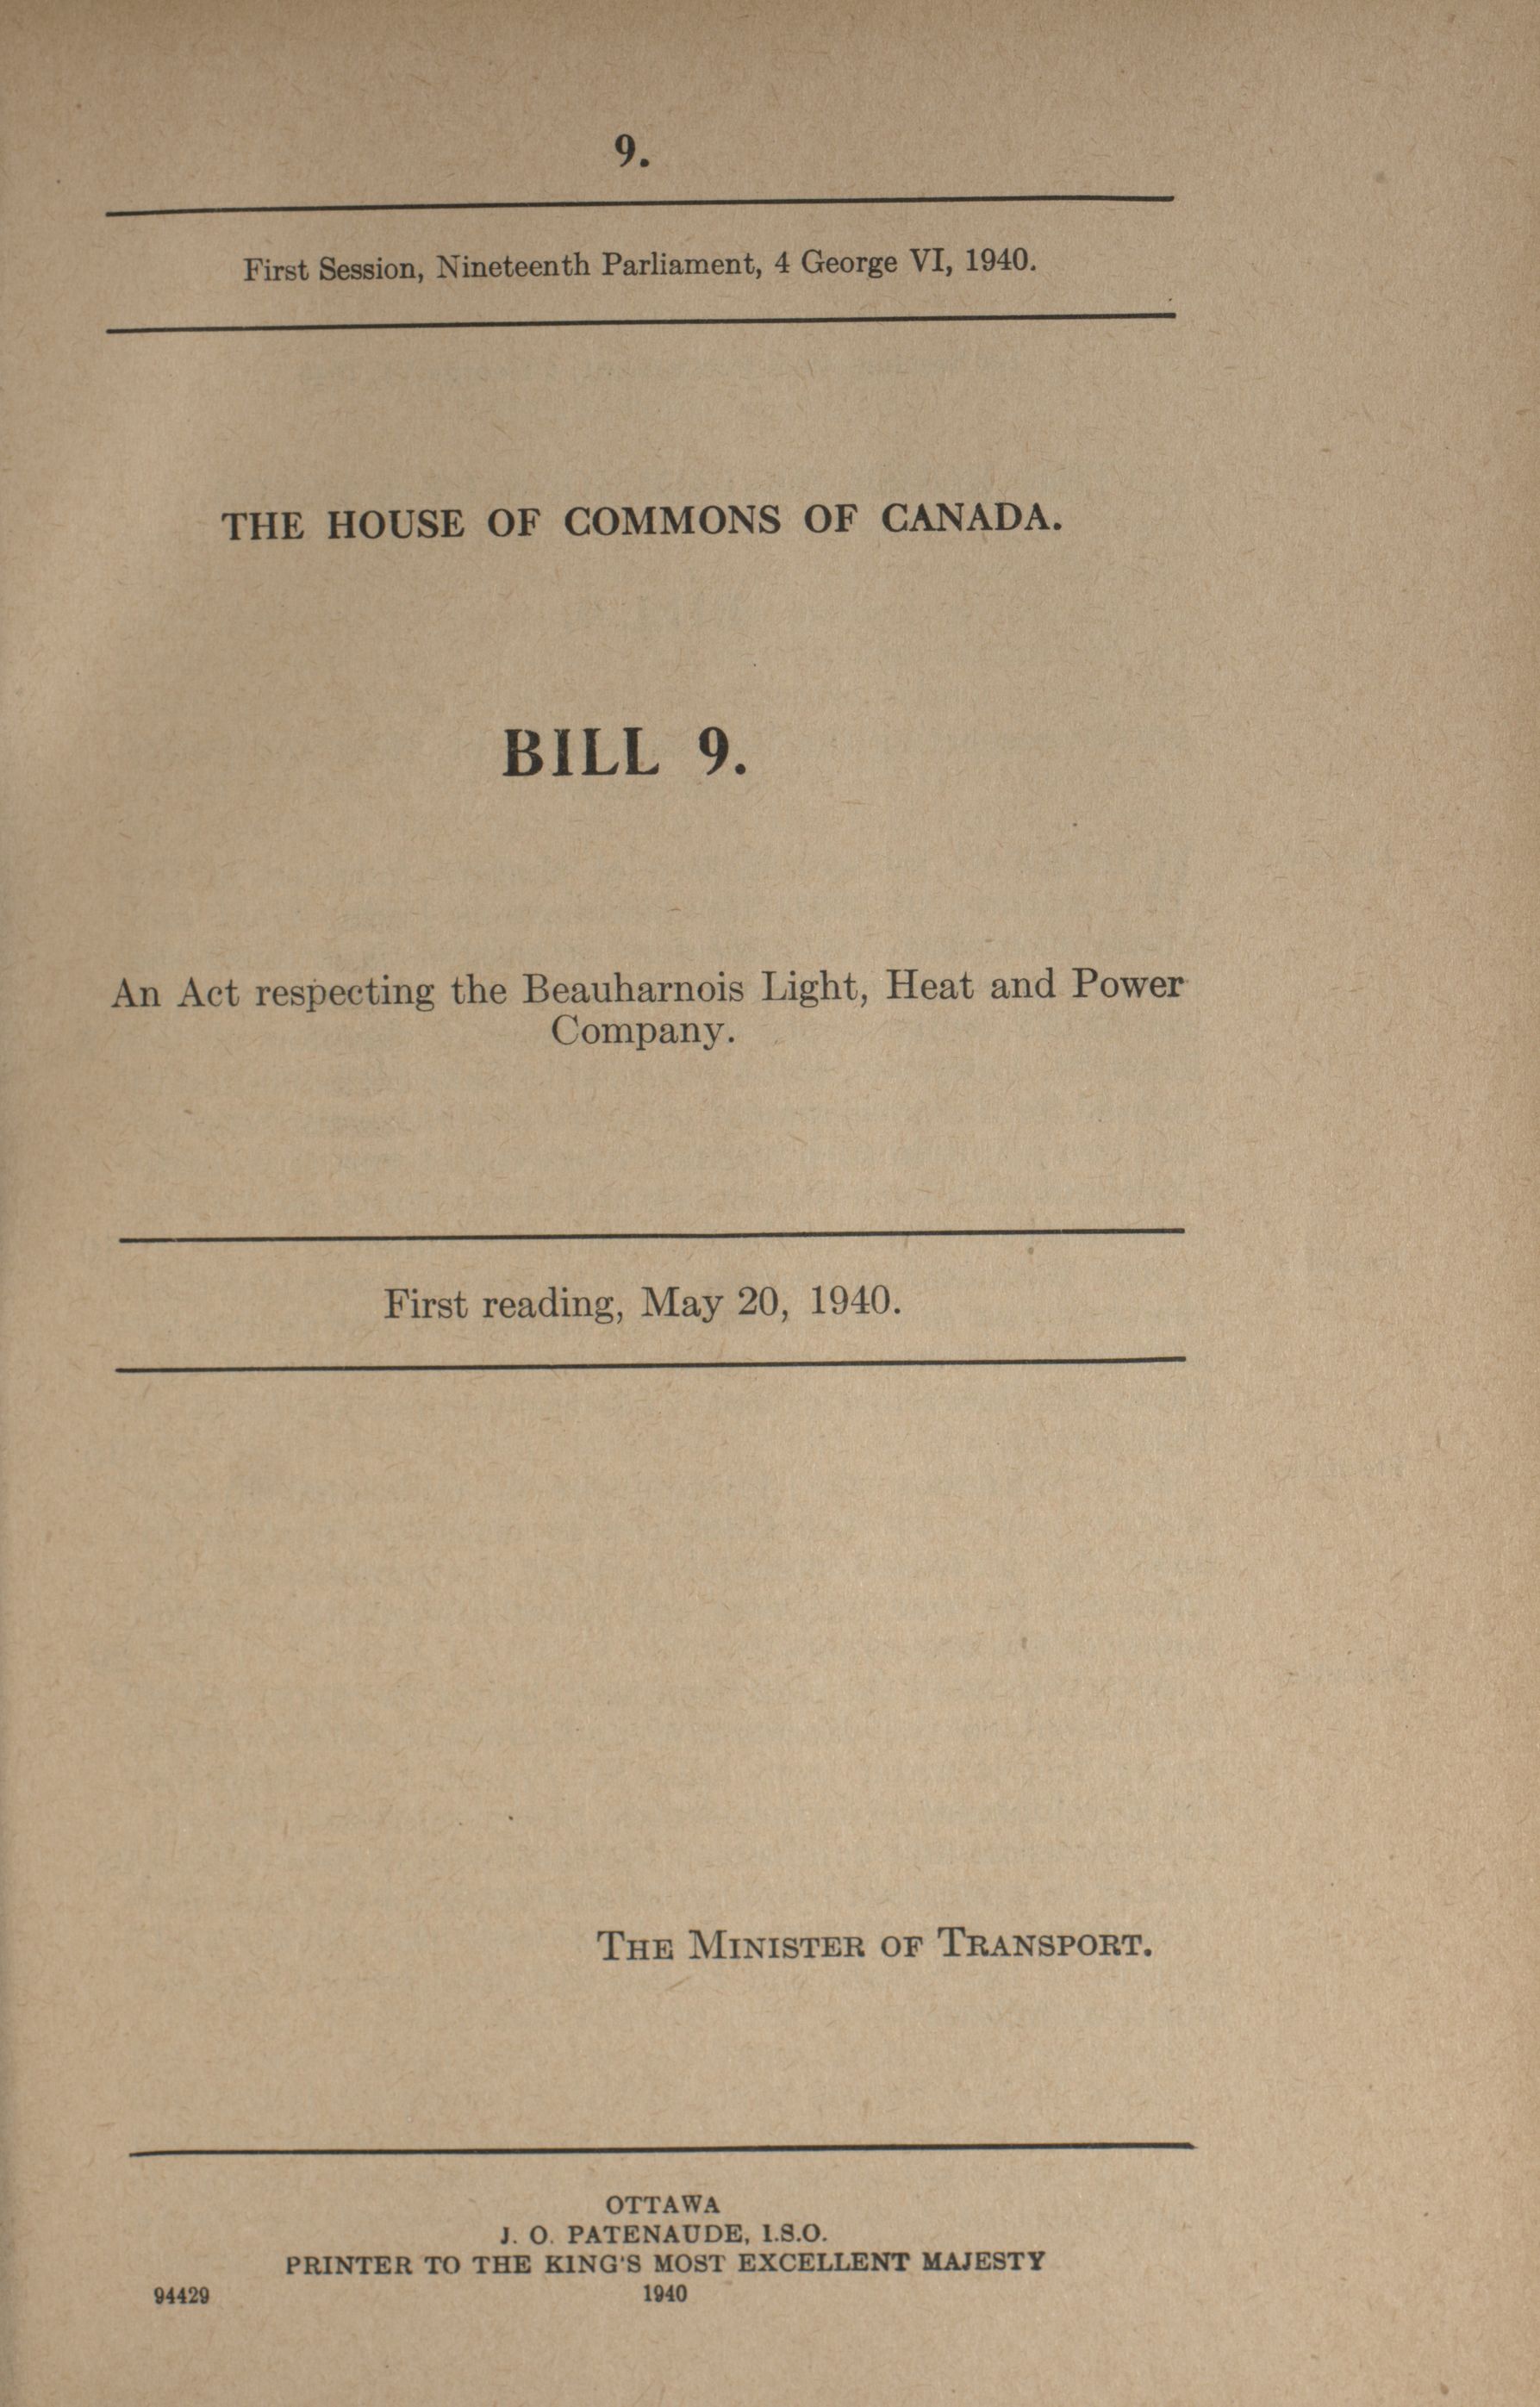 9.
First Session, Nineteenth Parliament, 4 George VI, 1940.
THE HOUSE OF COMMONS OF CANADA.
BILL 9.
An Act respecting the Beauharnois Light, Heat and Power
Company.
First reading, May 20, 1940.
THE MINISTER OF TRANSPORT.
OTTAWA
J. O. PATENAUDE, I.S.O.
PRINTER TO THE KING'S MOST EXCELLENT MAJESTY
94429 1940